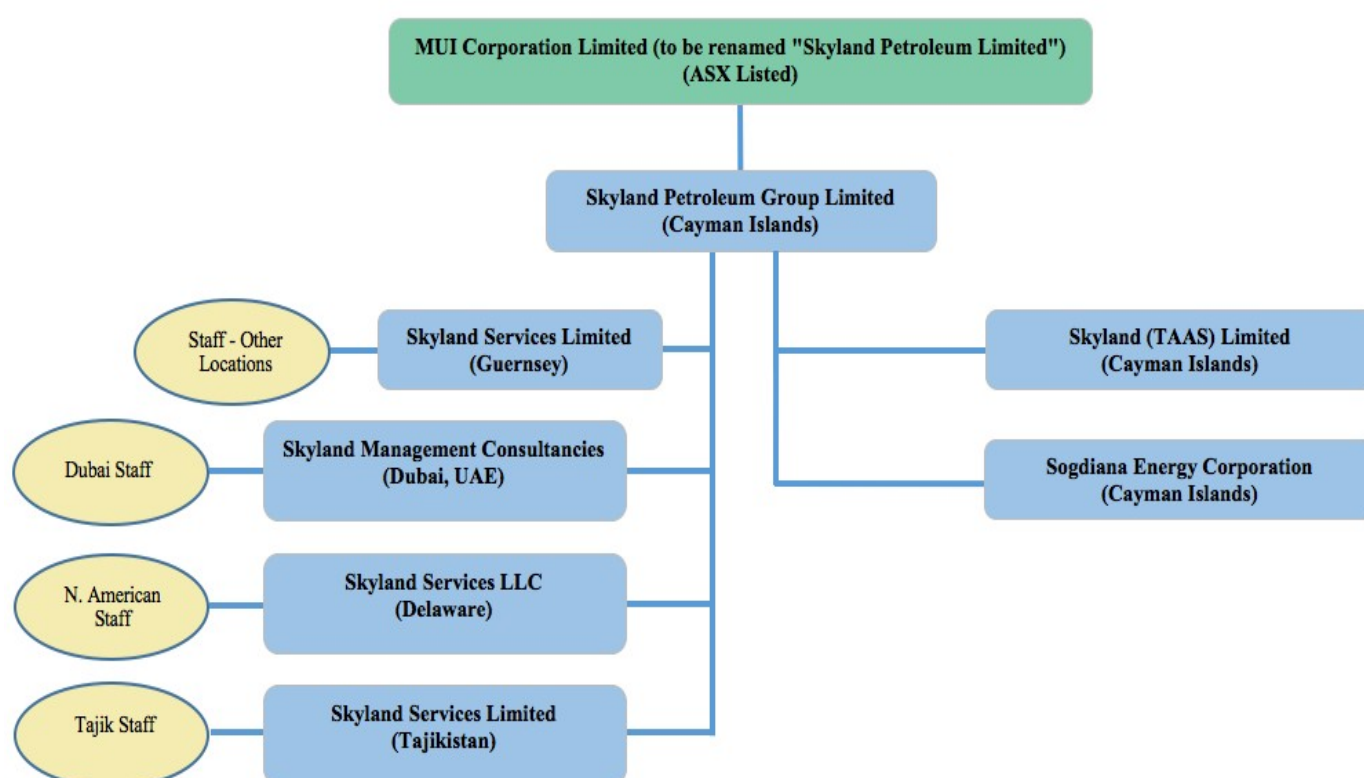 MUI Corporation Limited (to be renamed "Skyland Petroleum Limited")
(ASX Listed)
Skyland Petroleum Group Limited
(Cayman Islands)
Staff - Other
Locations
Skyland Services Limited
(Guernsey)
Skyland (TAAS) Limited
(Cayman Islands)
Dubai Staff
Skyland Management Consultancies
(Dubai, UAE)
Sogdiana Energy Corporation
(Cayman Islands)
N. American
Staff
Skyland Services LLC
(Delaware)
Tajik Staff
Skyland Services Limited
(Tajikistan)